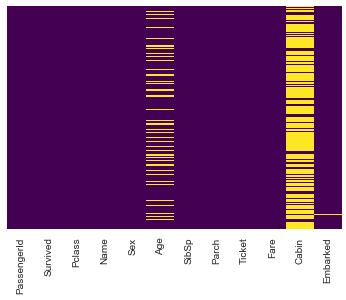 PassengerId
Survived
Pclass
Name
Sex
Age
SibSp
Parch
Ticket
Fare
Cabin
Embarked